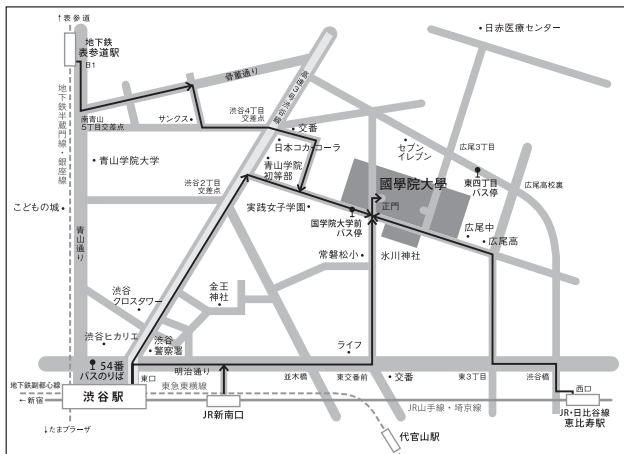 ↑表参道
地下鉄
表参道駅
B1
日赤医療センター
骨董通り
高速3号渋谷線
地下鉄半蔵門線・銀座線
南青山
5丁目交差点
サンクス
渋谷4丁目
交差点
交番
日本コカ・コーラ
セブン
イレブン
広尾3丁目
青山学院大学
青山学院
初等部
東四丁目
バス停
広尾高校裏
渋谷2丁目
交差点
國學院大學
正門
こどもの城
実践女子学園
国学院大学前
バス停
広尾中
広尾高
青山通り
常磐松小
氷川神社
金王
神社
渋谷
クロスタワー
渋谷ヒカリエ
渋谷
警察署
ライフ
54番
バスのりば
明治通り
東口
並木橋
東交番前
交番
東3丁目
渋谷橋
地下鉄副都心線
東急東横線
西口
←新宿
渋谷駅
JR新南口
JR山手線・埼京線
JR・日比谷線
恵比寿駅
↓たまプラーザ
代官山駅